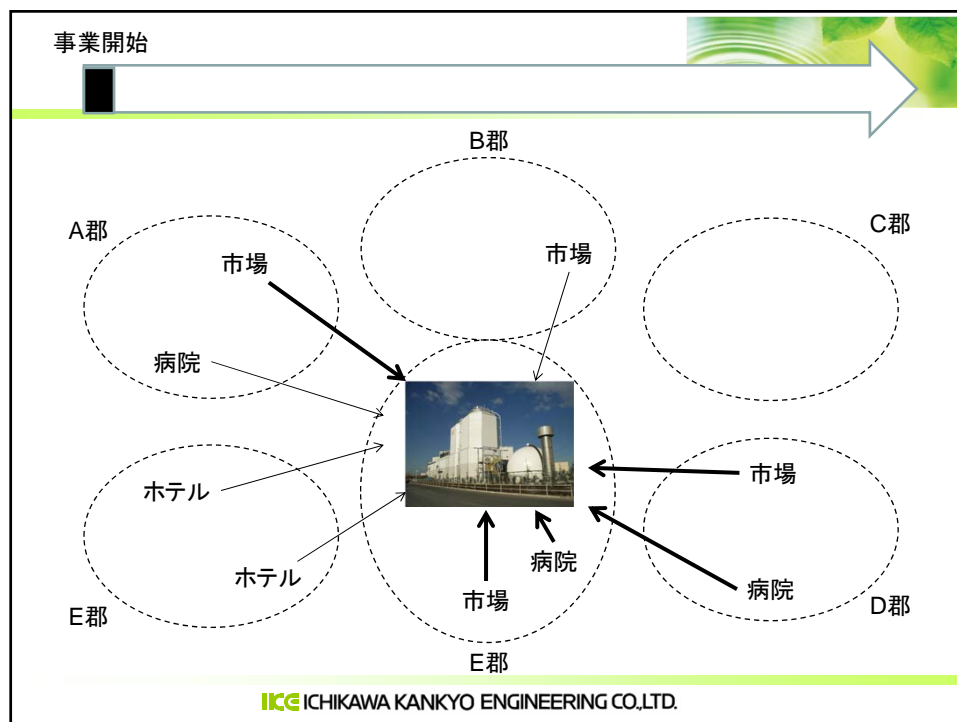 事業開始
B郡
A郡
C郡
市場
市場
病院
ホテル
市場
ホテル
病院
病院
市場
E郡
D郡
E郡
IKE ICHIKAWA KANKYO ENGINEERING CO.,LTD.